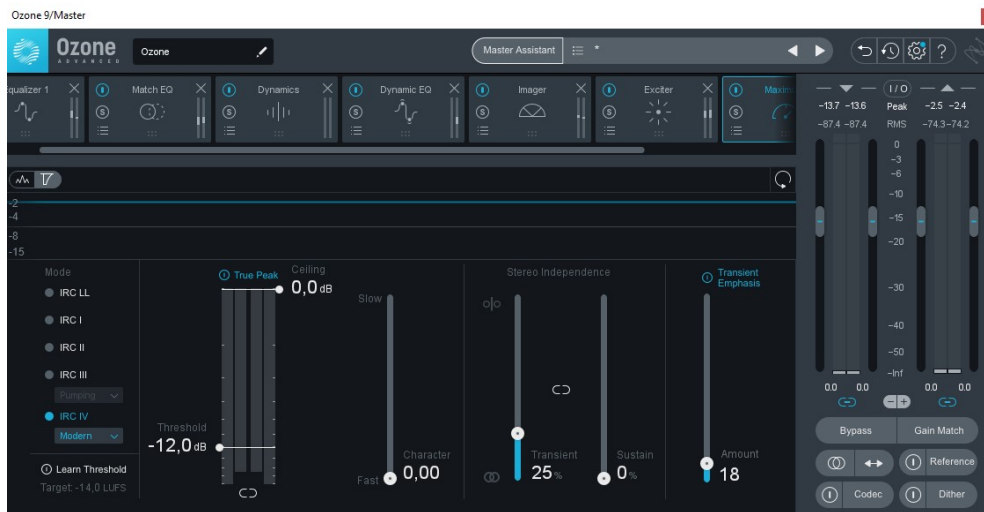 Ozone 9/Master
Ozone
ADVANCED
Ozone
Master Assistant
*
qualizer 1
Match EQ
Dynamics
Dynamic EQ
Imager
Exciter
Maxim
I/O
-13.7 -13.6 Peak -2.5 -2.4
-87.4 -87.4 RMS -74.3 -74.2
0
-3
-6
-10
-15
-20
-30
-40
-50
-Inf
0.0 0.0 0.0 0.0
Bypass
Gain Match
Reference
Codec
Dither
-2
-4
-8
-15
Mode
IRC LL
IRC I
IRC II
IRC III
Pumping
IRC IV
Modern
Learn Threshold
Target: -14,0 LUFS
True Peak
Ceiling
0,0 dB
Threshold
-12,0 dB
Slow
Fast
Character
0,00
Stereo Independence
Transient
25 %
Sustain
0 %
Transient
Emphasis
Amount
18